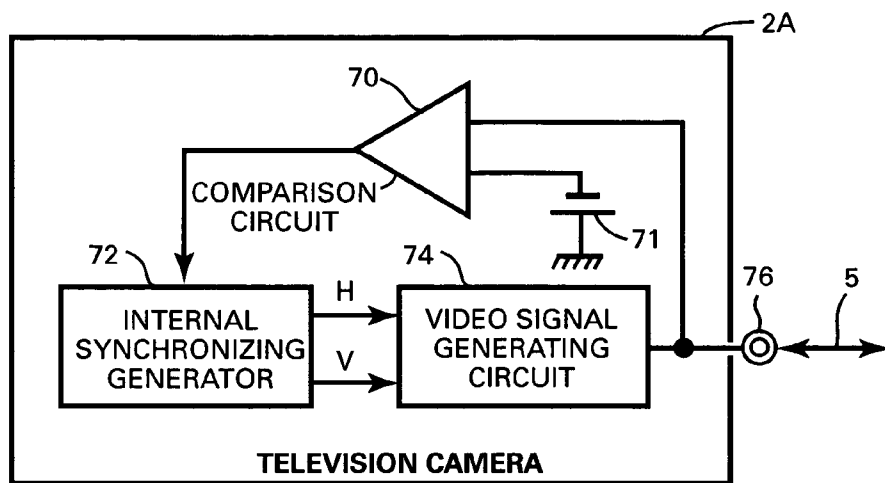 2A
70
COMPARISON
CIRCUIT
71
72
74
76
5
H
V
INTERNAL
SYNCHRONIZING
GENERATOR
VIDEO SIGNAL
GENERATING
CIRCUIT
TELEVISION CAMERA